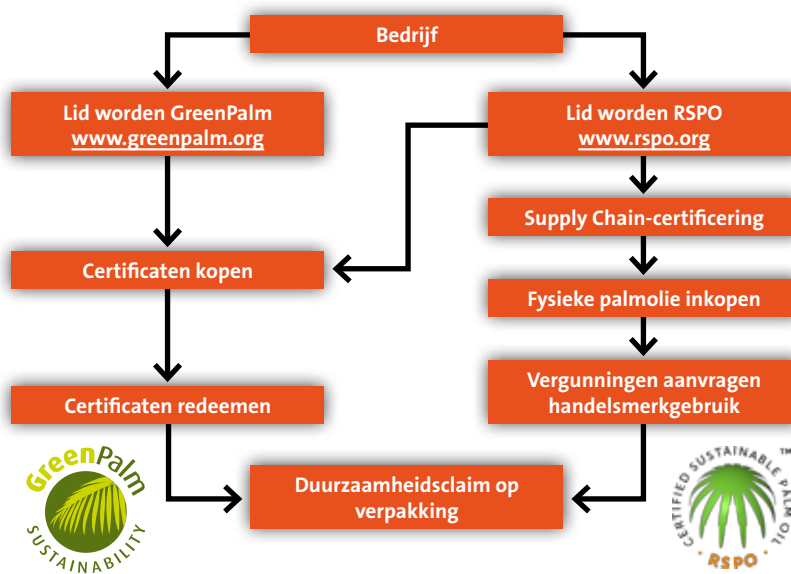 Bedrijf
Lid worden GreenPalm
www.greenpalm.org
Lid worden RSPO
www.rspo.org
Supply Chain-certificering
Certificaten kopen
Fysieke palmolie inkopen
Certificaten redeemen
Vergunningen aanvragen
handelsmerkgebruik
Duurzaamheidsclaim op
verpakking
GreenPalm
SUSTAINABILITY
CERTIFIED SUSTAINABLE PALM OIL ™
· RSPO ·